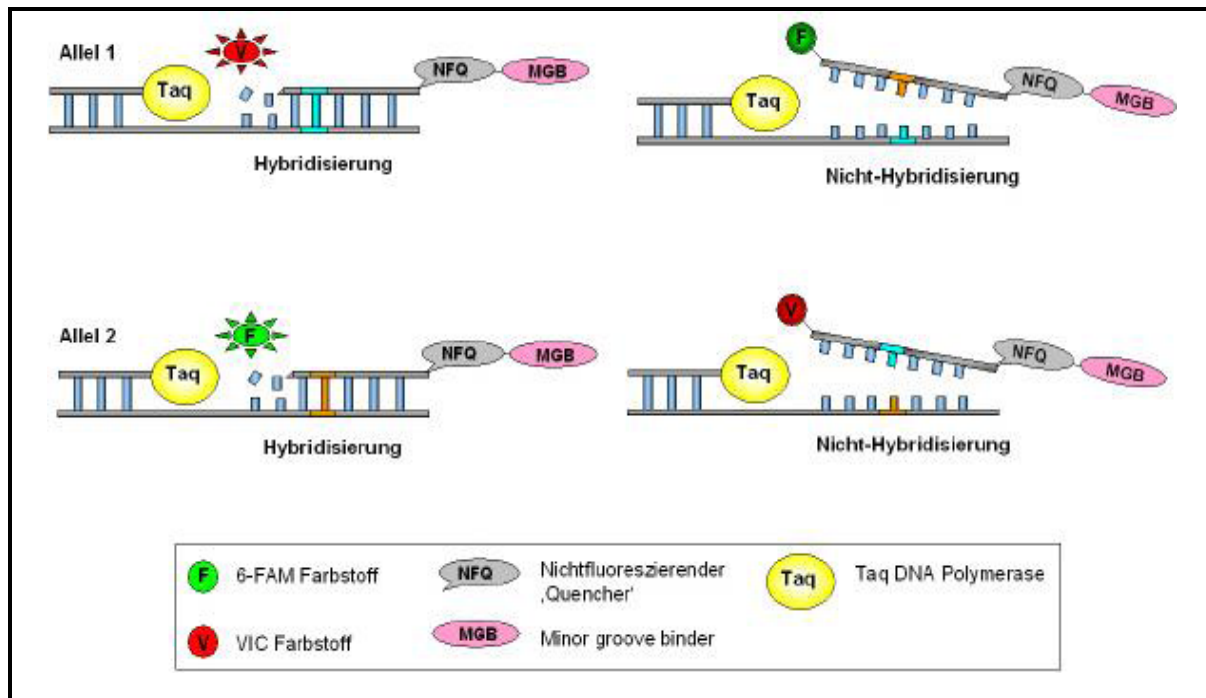 Allel 1
V
Taq
NFQ
MGB
Hybridisierung
F
Taq
NFQ
MGB
Nicht-Hybridisierung
Allel 2
F
Taq
NFQ
MGB
Hybridisierung
V
Taq
NFQ
MGB
Nicht-Hybridisierung
F 6-FAM Farbstoff
V VIC Farbstoff
NFQ Nichtfluoreszierender
‚Quencher‘
MGB Minor groove binder
Taq Taq DNA Polymerase